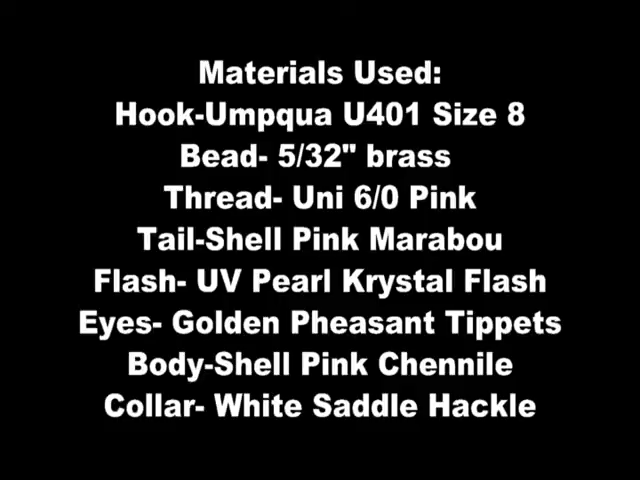 Materials Used:
Hook-Umpqua U401 Size 8
Bead- 5/32" brass
Thread- Uni 6/0 Pink
Tail-Shell Pink Marabou
Flash- UV Pearl Krystal Flash
Eyes- Golden Pheasant Tippets
Body-Shell Pink Chennile
Collar- White Saddle Hackle